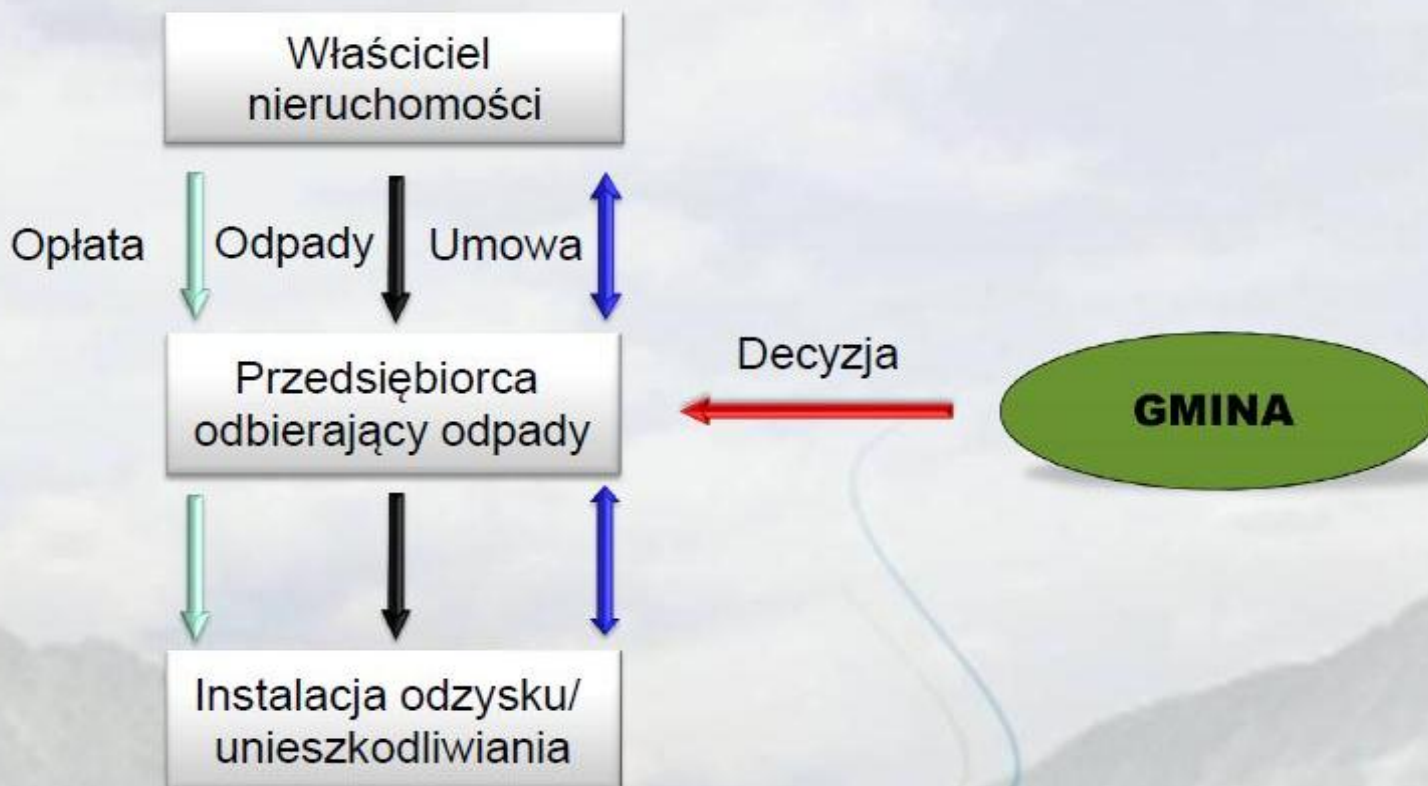 Właściciel
nieruchomości
Opłata
Odpady
Umowa
Przedsiębiorca
odbierający odpady
Decyzja
GMINA
Instalacja odzysku/
unieszkodliwiania